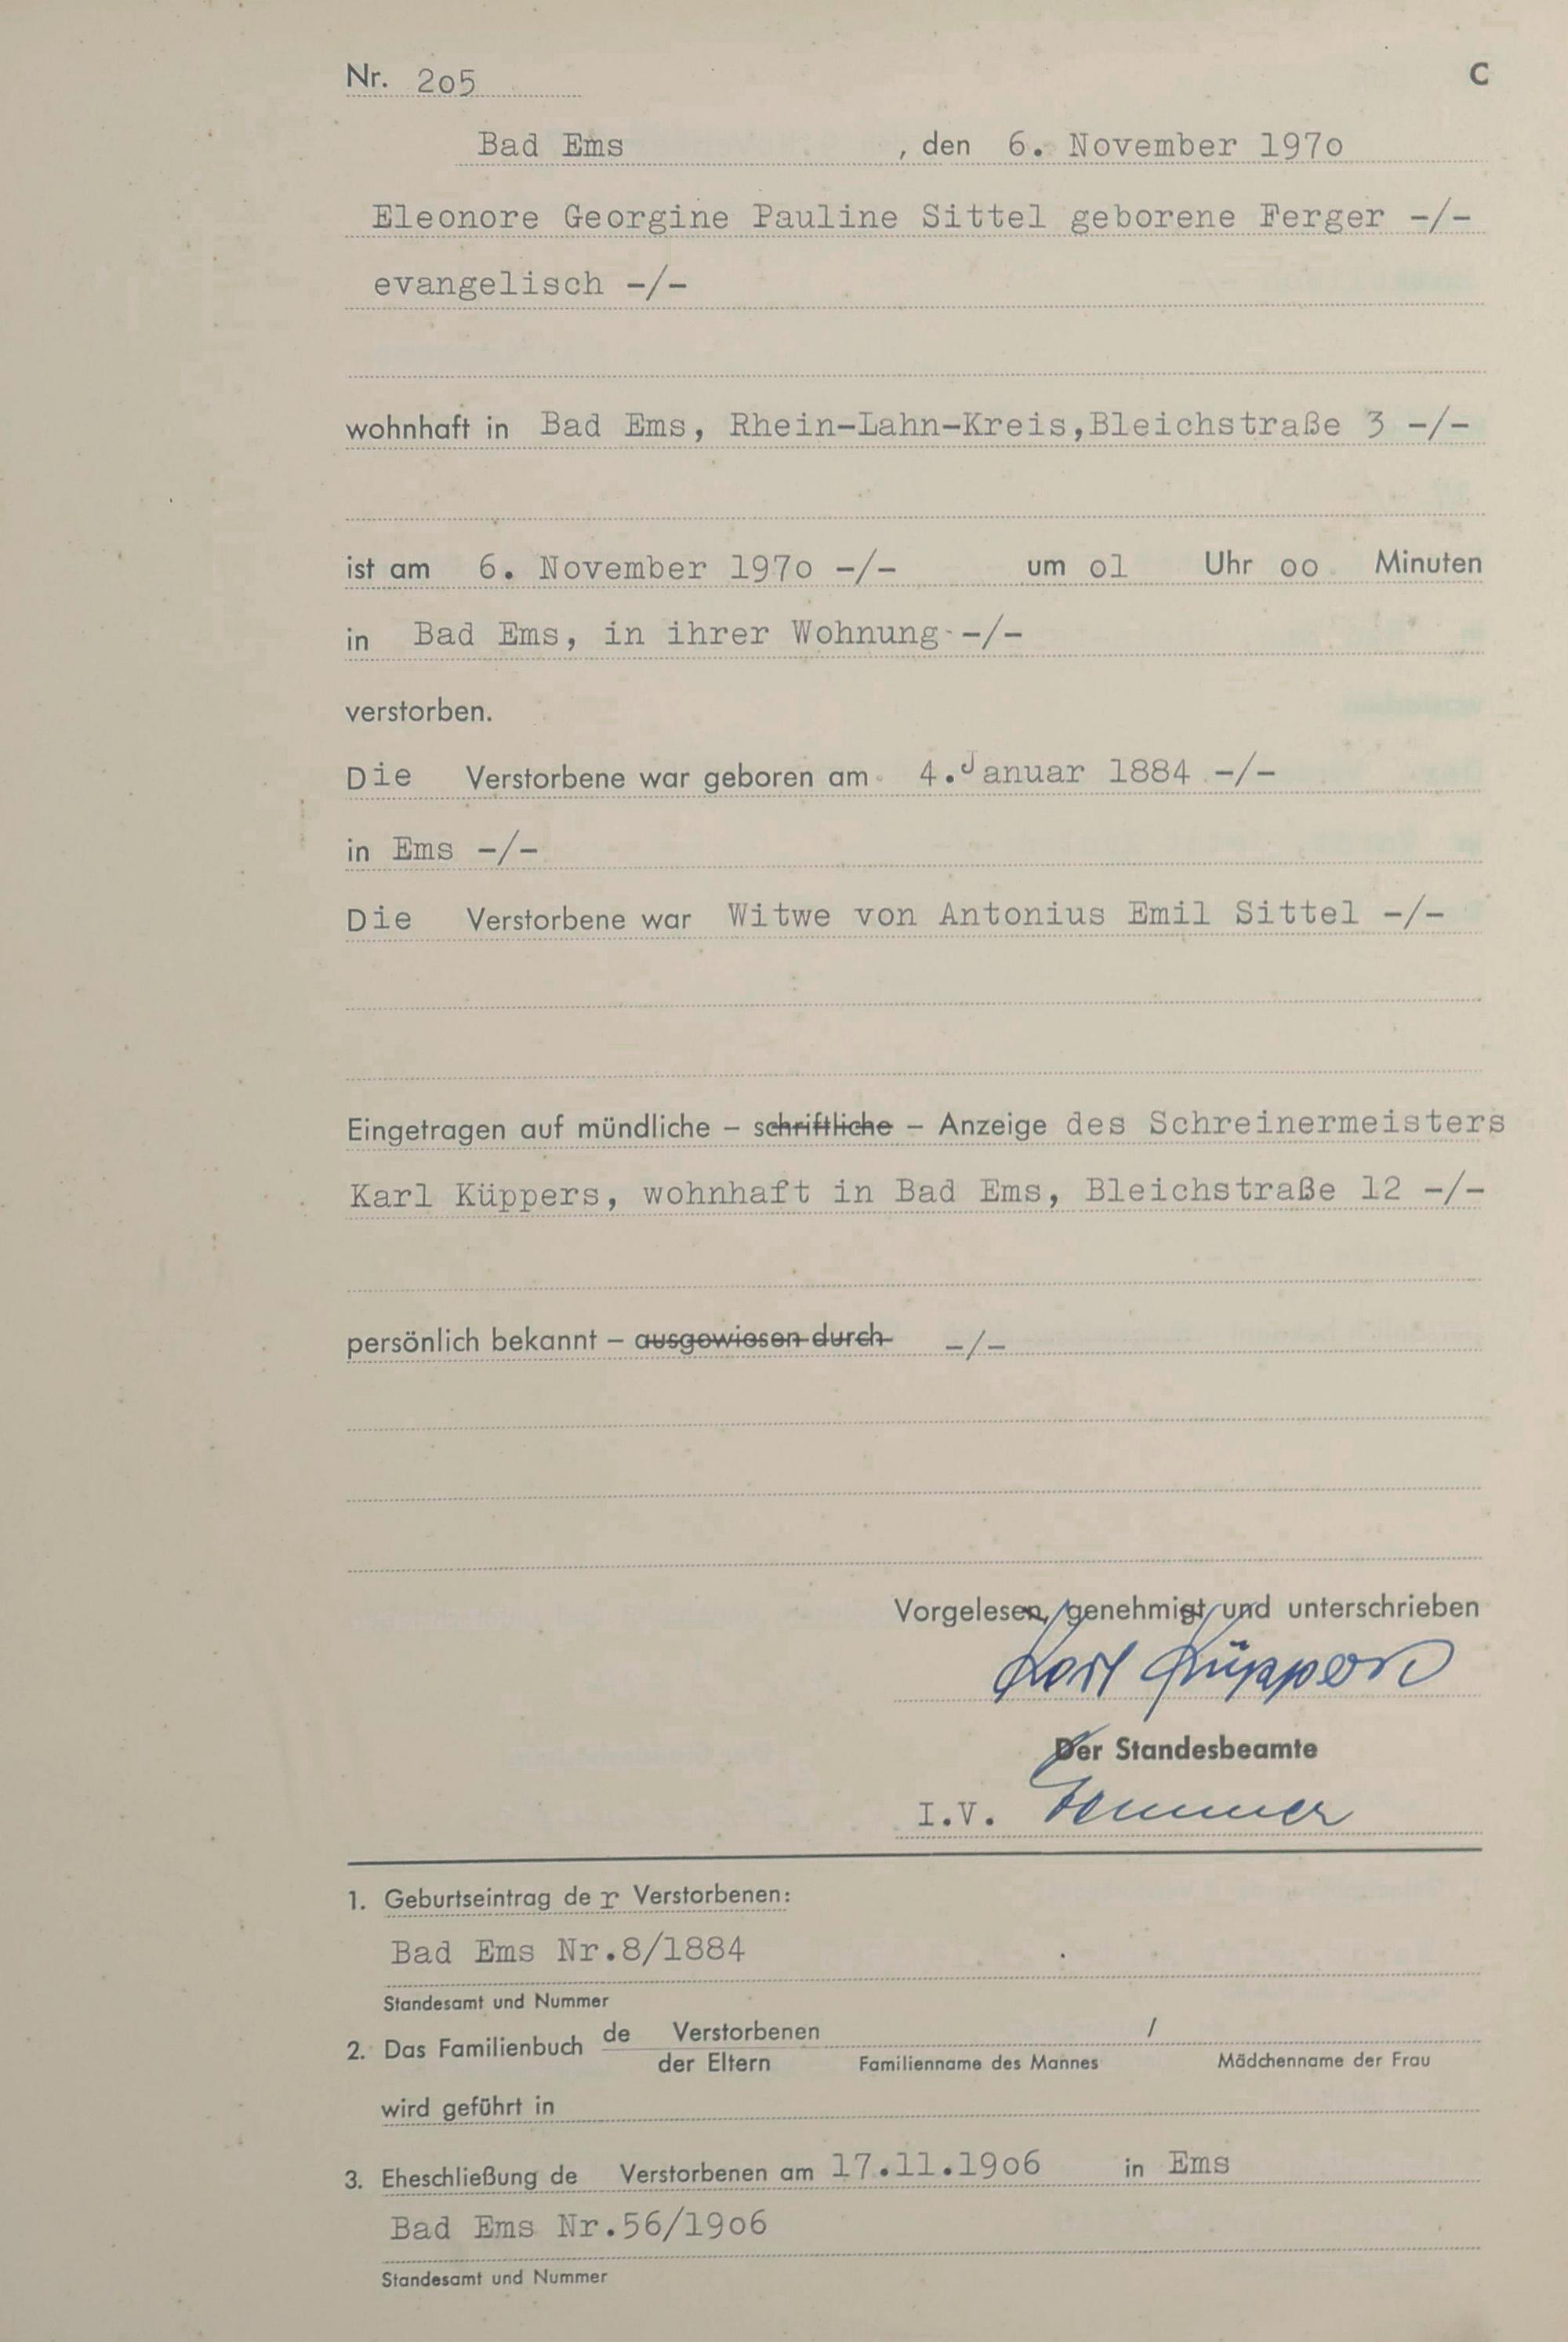 Nr. 2o5
C
Bad Ems , den 6. November 197o
Eleonore Georgine Pauline Sittel geborene Ferger -/-
evangelisch -/-
wohnhaft in Bad Ems, Rhein-Lahn-Kreis,Bleichstraße 3 -/-
ist am 6. November 197o -/- um o1 Uhr oo Minuten
in Bad Ems, in ihrer Wohnung -/-
verstorben.
Die Verstorbene war geboren am 4.Januar 1884 -/-
in Ems -/-
Die Verstorbene war Witwe von Antonius Emil Sittel -/-
Eingetragen auf mündliche – schriftliche – Anzeige des Schreinermeisters
Karl Küppers, wohnhaft in Bad Ems, Bleichstraße 12 -/-
persönlich bekannt – ausgewiesen durch -/-
Vorgelesen, genehmigt und unterschrieben
Karl Küppers
Der Standesbeamte
I.V.
1. Geburtseintrag der Verstorbenen:
Bad Ems Nr.8/1884
Standesamt und Nummer
2. Das Familienbuch de Verstorbenen /
der Eltern Familienname des Mannes Mädchenname der Frau
wird geführt in
3. Eheschließung de Verstorbenen am 17.11.19o6 in Ems
Bad Ems Nr.56/19o6
Standesamt und Nummer